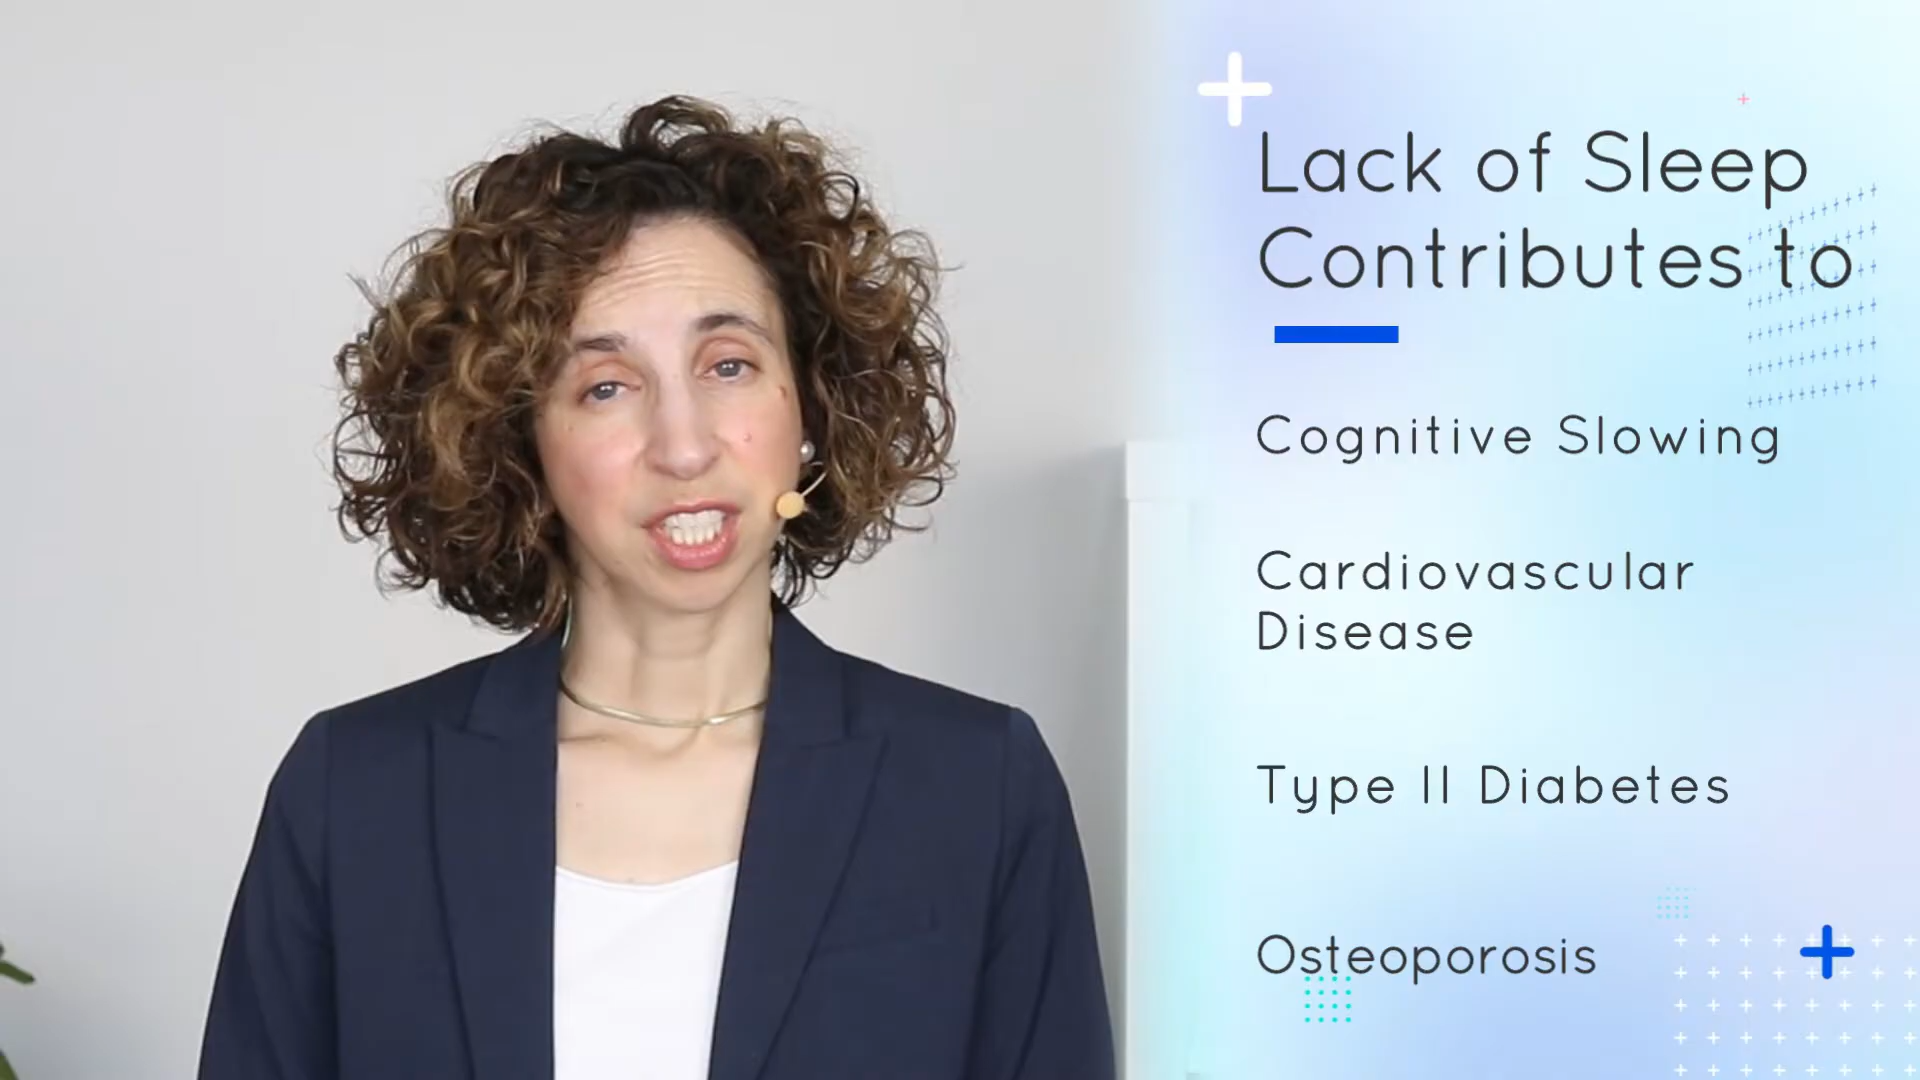 Lack of Sleep
Contributes to
Cognitive Slowing
Cardiovascular
Disease
Type II Diabetes
Osteoporosis